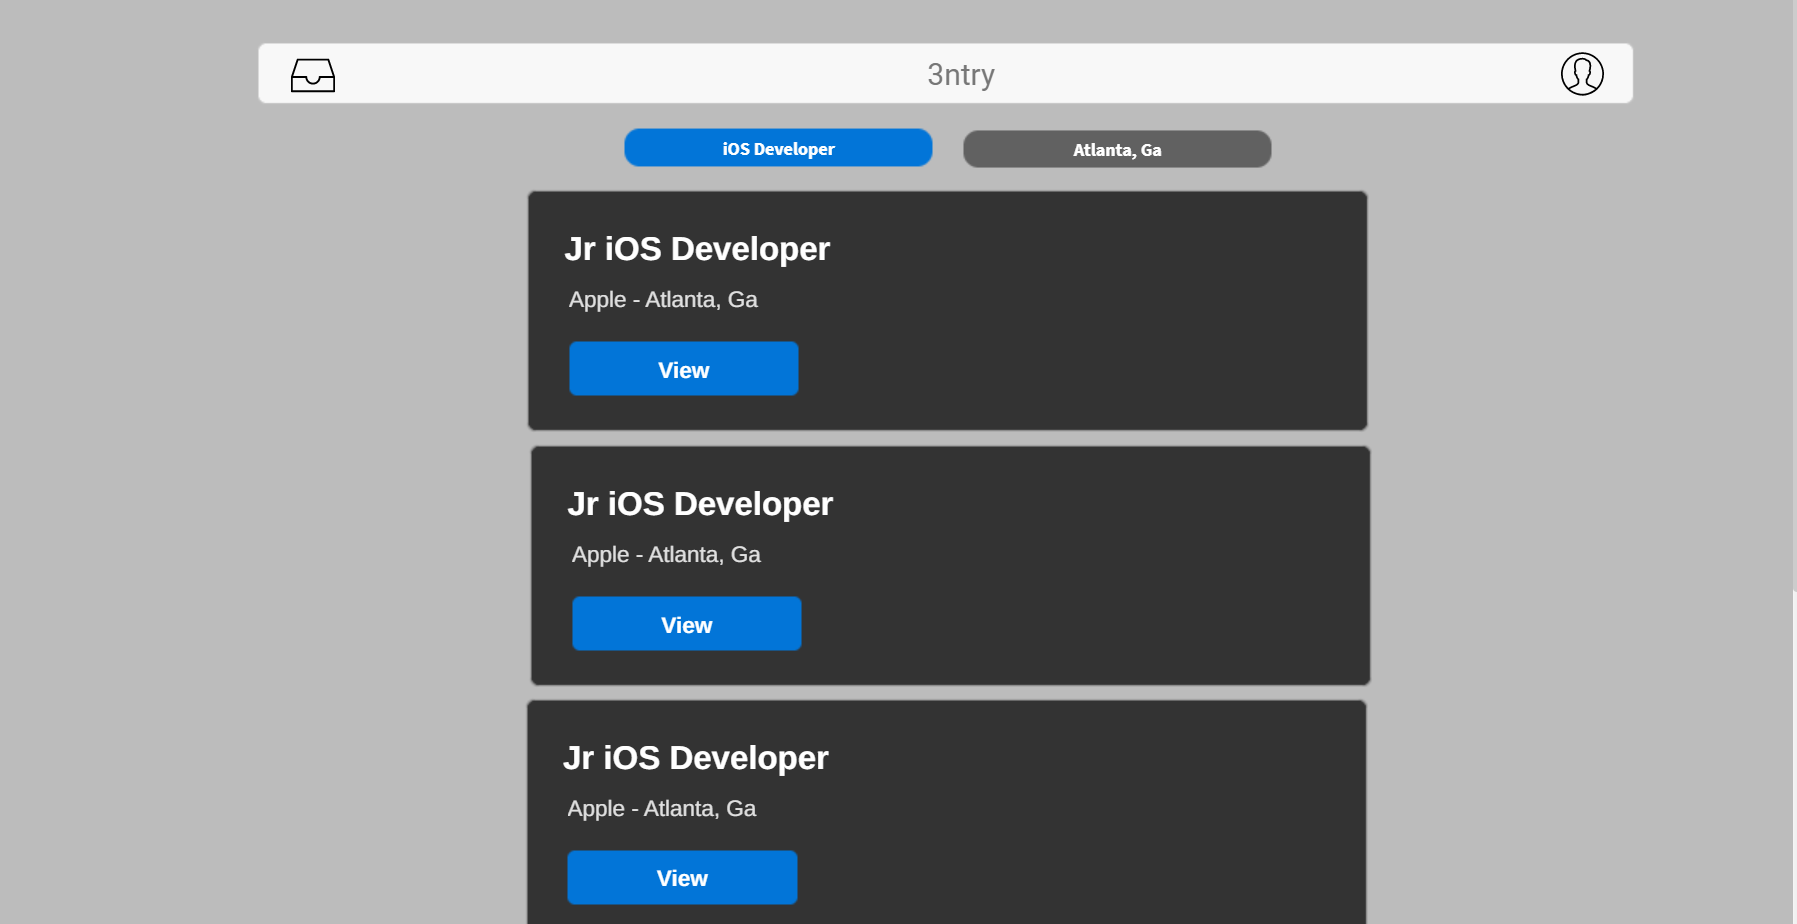 3ntry
iOS Developer
Atlanta, Ga
Jr iOS Developer
Apple - Atlanta, Ga
View
Jr iOS Developer
Apple - Atlanta, Ga
View
Jr iOS Developer
Apple - Atlanta, Ga
View